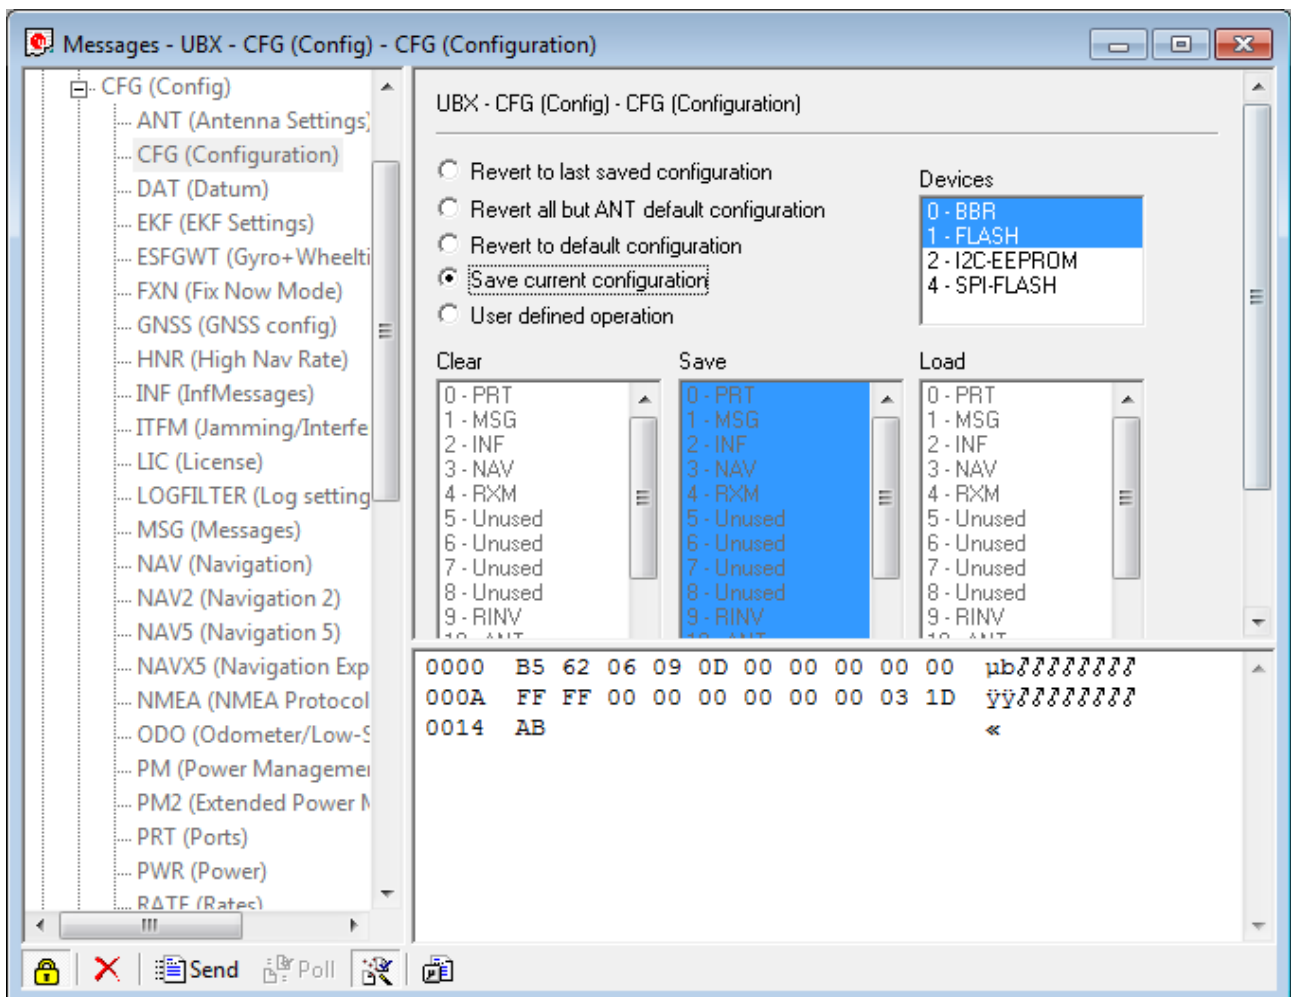 Messages - UBX - CFG (Config) - CFG (Configuration)
CFG (Config)
ANT (Antenna Settings)
CFG (Configuration)
DAT (Datum)
EKF (EKF Settings)
ESFGWT (Gyro+Wheelti
FXN (Fix Now Mode)
GNSS (GNSS config)
HNR (High Nav Rate)
INF (InfMessages)
ITFM (Jamming/Interfe
LIC (License)
LOGFILTER (Log setting
MSG (Messages)
NAV (Navigation)
NAV2 (Navigation 2)
NAV5 (Navigation 5)
NAVX5 (Navigation Exp
NMEA (NMEA Protocol
ODO (Odometer/Low-S
PM (Power Managemen
PM2 (Extended Power M
PRT (Ports)
PWR (Power)
RATE (Rates)
UBX - CFG (Config) - CFG (Configuration)
Revert to last saved configuration
Revert all but ANT default configuration
Revert to default configuration
Save current configuration
User defined operation
Devices
0 - BBR
1 - FLASH
2 - I2C-EEPROM
4 - SPI-FLASH
Clear
0 - PRT
1 - MSG
2 - INF
3 - NAV
4 - RXM
5 - Unused
6 - Unused
7 - Unused
8 - Unused
9 - RINV
10 - ANT
Save
0 - PRT
1 - MSG
2 - INF
3 - NAV
4 - RXM
5 - Unused
6 - Unused
7 - Unused
8 - Unused
9 - RINV
10 - ANT
Load
0 - PRT
1 - MSG
2 - INF
3 - NAV
4 - RXM
5 - Unused
6 - Unused
7 - Unused
8 - Unused
9 - RINV
10 - ANT
0000 B5 62 06 09 0D 00 00 00 00 00 µb
000A FF FF 00 00 00 00 00 00 03 1D ÿÿ
0014 AB «
Send Poll